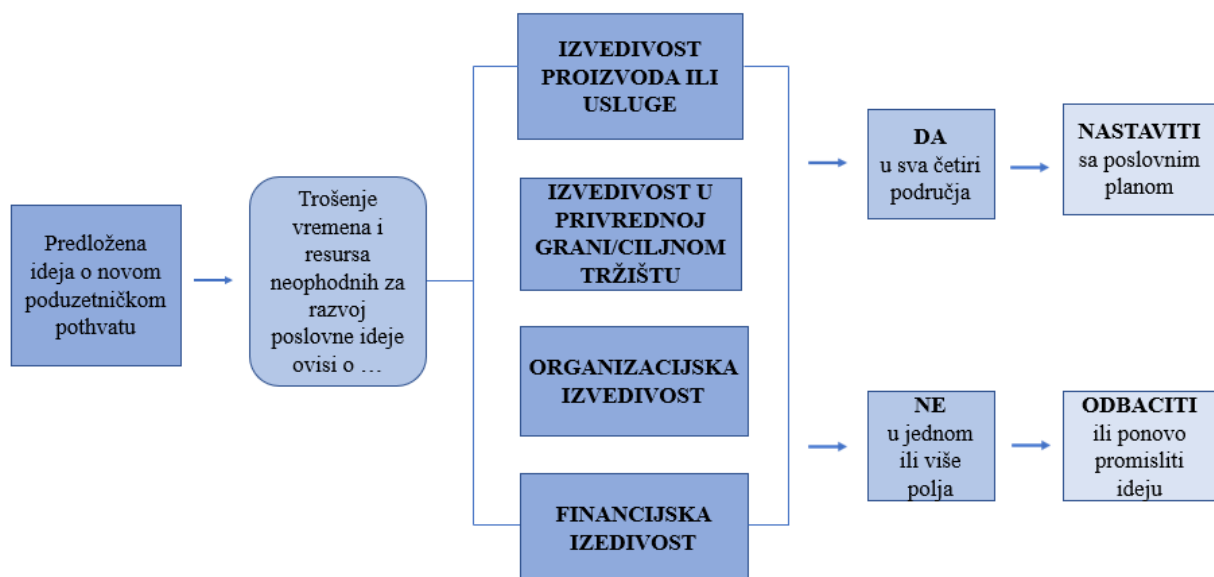 Predložena
ideja o novom
poduzetničkom
pothvatu
Trošenje
vremena i
resursa
neophodnih za
razvoj
poslovne ideje
ovisi o …
IZVEDIVOST
PROIZVODA ILI
USLUGE
IZVEDIVOST U
PRIVREDNOJ
GRANI/CILJNOM
TRŽIŠTU
ORGANIZACIJSKA
IZVEDIVOST
FINANCIJSKA
IZEDIVOST
DA
u sva četiri
područja
NASTAVITI
sa poslovnim
planom
NE
u jednom
ili više
polja
ODBACITI
ili ponovo
promisliti
ideju